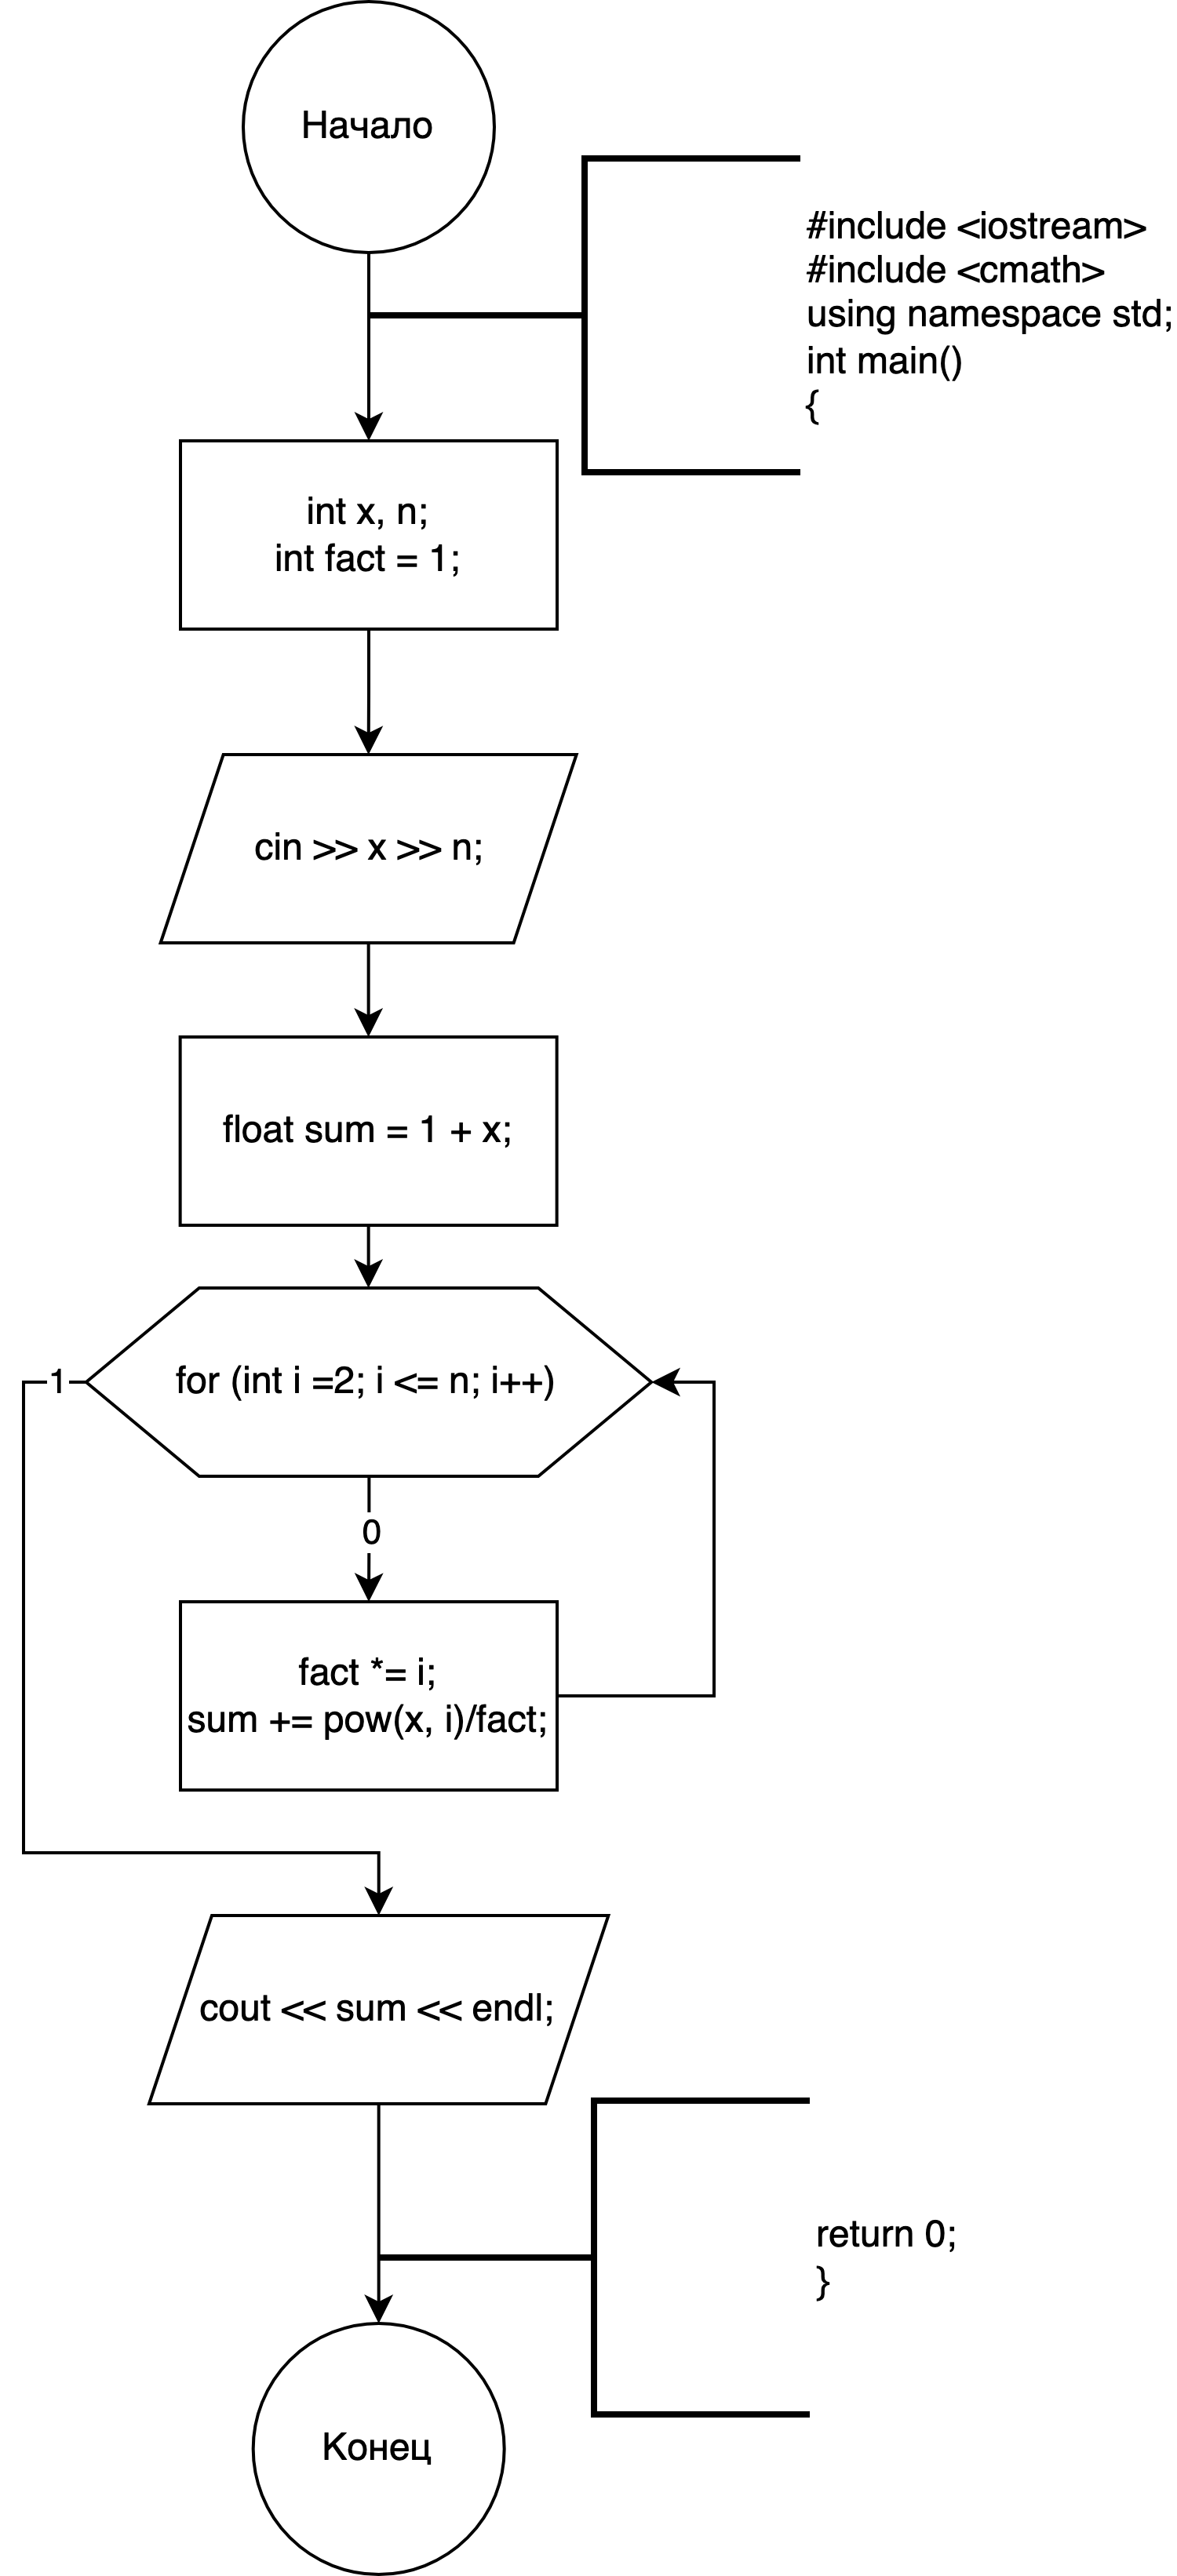 Начало
#include <iostream>
#include <cmath>
using namespace std;
int main()
{
int x, n;
int fact = 1;
cin >> x >> n;
float sum = 1 + x;
for (int i =2; i <= n; i++)
1
0
fact *= i;
sum += pow(x, i)/fact;
cout << sum << endl;
return 0;
}
Конец